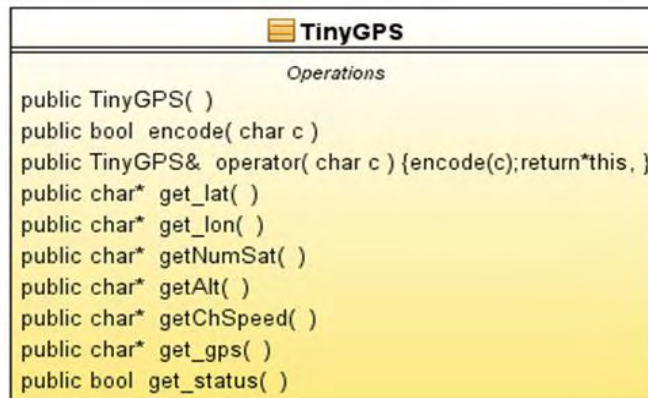 TinyGPS
Operations
public TinyGPS( )
public bool encode( char c )
public TinyGPS& operator( char c ) {encode(c);return*this, }
public char* get_lat( )
public char* get_lon( )
public char* getNumSat( )
public char* getAlt( )
public char* getChSpeed( )
public char* get_gps( )
public bool get_status( )